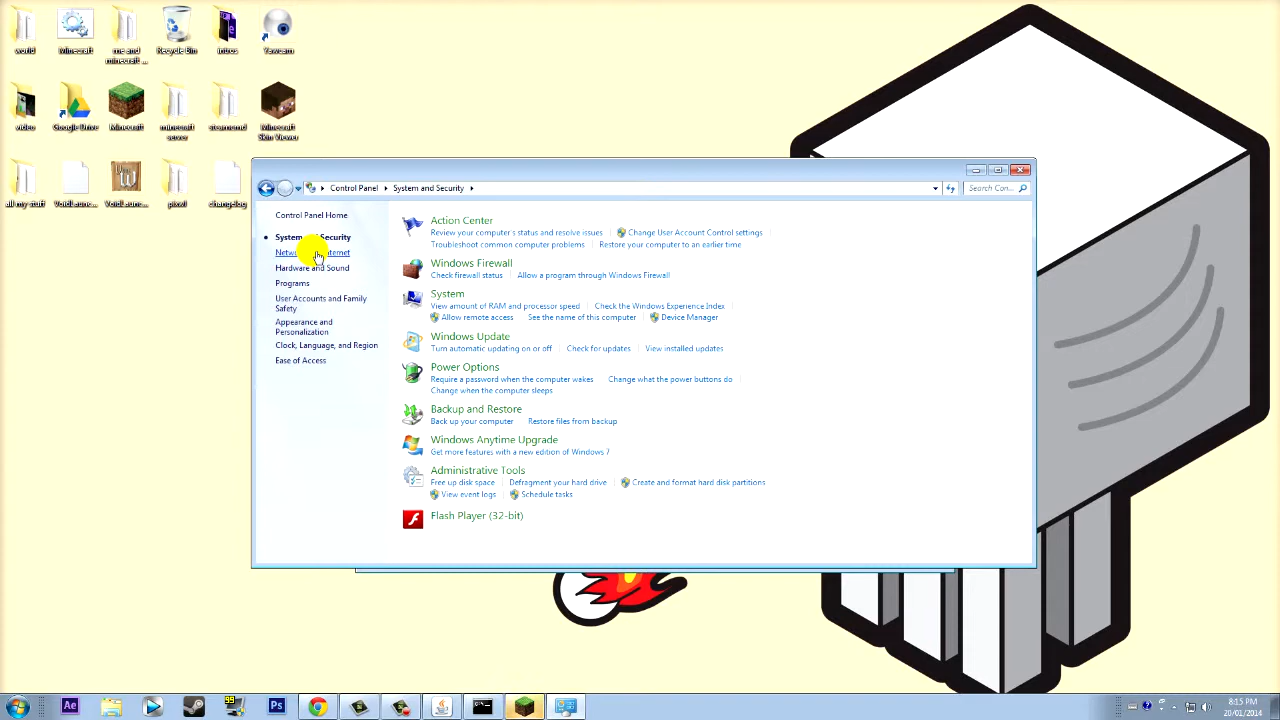 world
Minecraft
me and minecraft ...
Recycle Bin
intros
Yawcam
video
Google Drive
Minecraft
minecraft server
steamcmd
Minecraft Skin Viewer
all my stuff
VoidLaunc...
VoidLaunc...
pixwl
changelog
Control Panel
System and Security
Search Con...
Control Panel Home
Security
Hardware and Sound
Programs
User Accounts and Family
Safety
Appearance and
Personalization
Clock, Language, and Region
Ease of Access
Action Center
Review your computer's status and resolve issues
Change User Account Control settings
Troubleshoot common computer problems
Restore your computer to an earlier time
Windows Firewall
Check firewall status
Allow a program through Windows Firewall
System
View amount of RAM and processor speed
Check the Windows Experience Index
Allow remote access
See the name of this computer
Device Manager
Windows Update
Turn automatic updating on or off
Check for updates
View installed updates
Power Options
Require a password when the computer wakes
Change what the power buttons do
Change when the computer sleeps
Backup and Restore
Back up your computer
Restore files from backup
Windows Anytime Upgrade
Get more features with a new edition of Windows 7
Administrative Tools
Free up disk space
Defragment your hard drive
Create and format hard disk partitions
View event logs
Schedule tasks
Flash Player (32-bit)
Ae
95
Ps
8:15 PM
20/01/2014